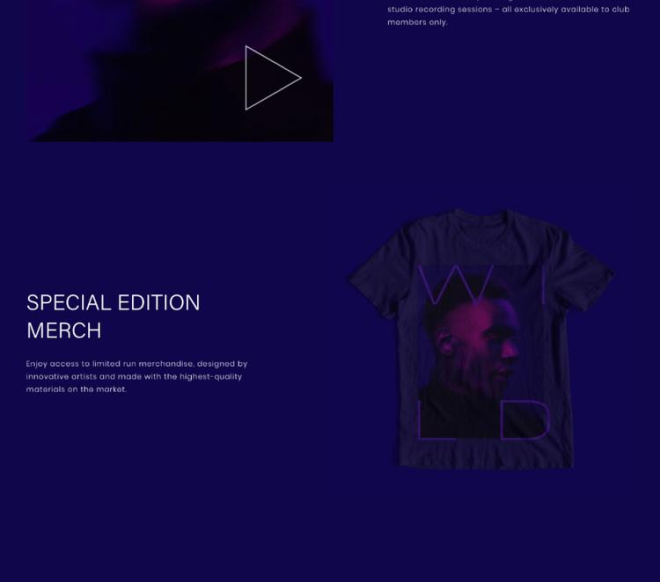 studio recording sessions – all exclusively available to club
members only.
SPECIAL EDITION
MERCH
Enjoy access to limited run merchandise, designed by
innovative artists and made with the highest-quality
materials on the market.
W I
L D